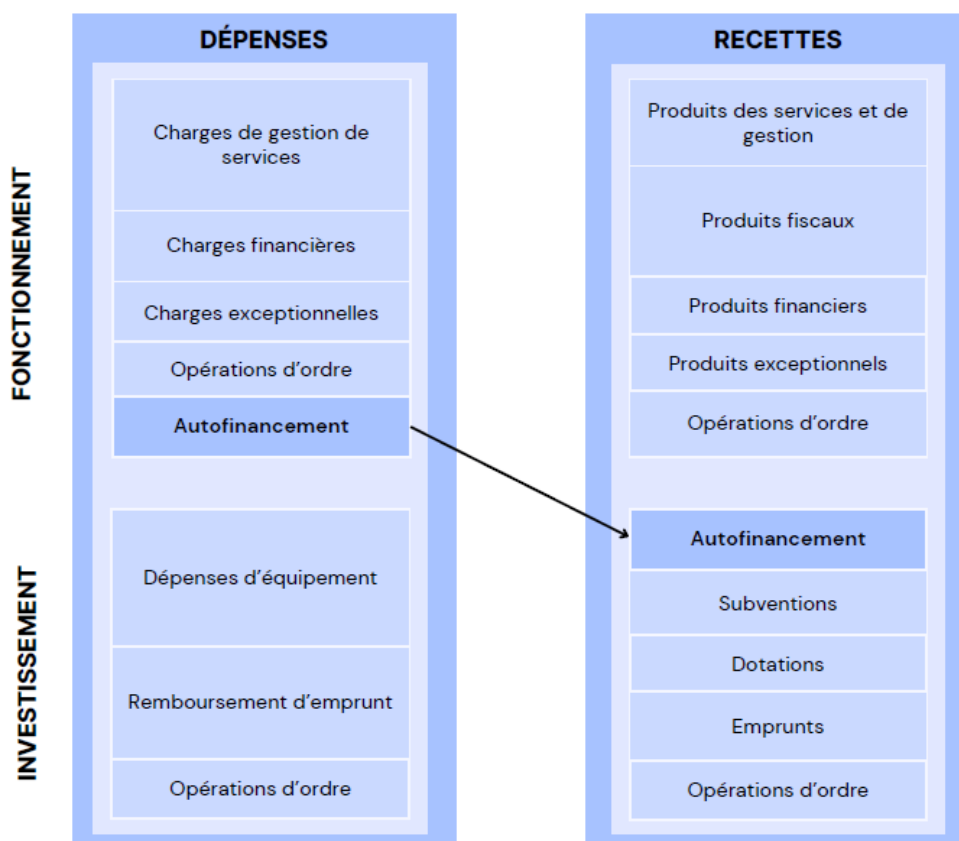 DÉPENSES
RECETTES
FONCTIONNEMENT
Charges de gestion de
services
Charges financières
Charges exceptionnelles
Opérations d'ordre
Autofinancement
Produits des services et de
gestion
Produits fiscaux
Produits financiers
Produits exceptionnels
Opérations d'ordre
INVESTISSEMENT
Dépenses d'équipement
Remboursement d'emprunt
Opérations d'ordre
Autofinancement
Subventions
Dotations
Emprunts
Opérations d'ordre